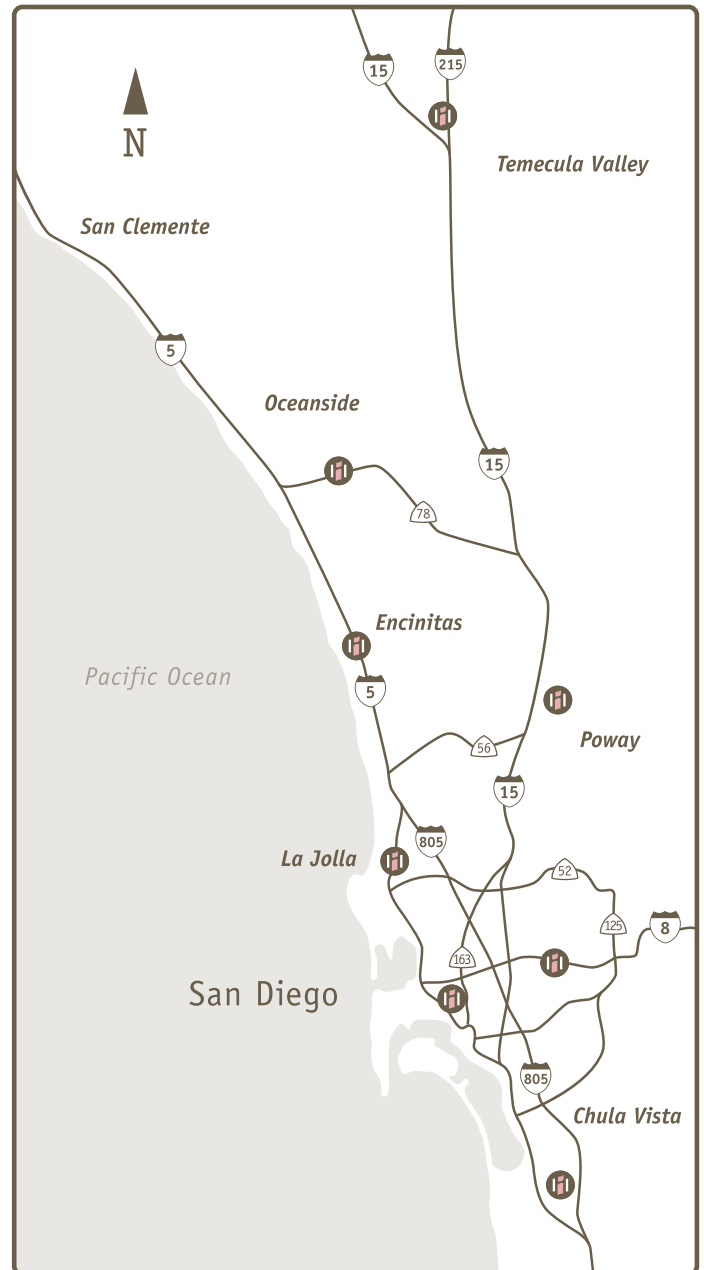 15
215
N
Temecula Valley
San Clemente
5
Oceanside
15
78
Encinitas
Pacific Ocean
5
Poway
56
15
805
La Jolla
52
125
8
163
San Diego
805
Chula Vista